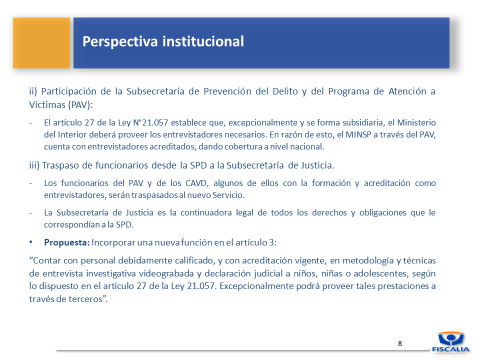 Perspectiva institucional
ii) Participación de la Subsecretaría de Prevención del Delito y del Programa de Atención a
Víctimas (PAV):
- El artículo 27 de la Ley N°21.057 establece que, excepcionalmente y se forma subsidiaria, el Ministerio
del Interior deberá proveer los entrevistadores necesarios. En razón de esto, el MINSP a través del PAV,
cuenta con entrevistadores acreditados, dando cobertura a nivel nacional.
iii) Traspaso de funcionarios desde la SPD a la Subsecretaría de Justicia.
- Los funcionarios del PAV y de los CAVD, algunos de ellos con la formación y acreditación como
entrevistadores, serán traspasados al nuevo Servicio.
- La Subsecretaría de Justicia es la continuadora legal de todos los derechos y obligaciones que le
correspondían a la SPD.
• Propuesta: Incorporar una nueva función en el artículo 3:
“Contar con personal debidamente calificado, y con acreditación vigente, en metodología y técnicas
de entrevista investigativa videograbada y declaración judicial a niños, niñas o adolescentes, según
lo dispuesto en el artículo 27 de la Ley 21.057. Excepcionalmente podrá proveer tales prestaciones a
través de terceros”.
8
FISCALIA